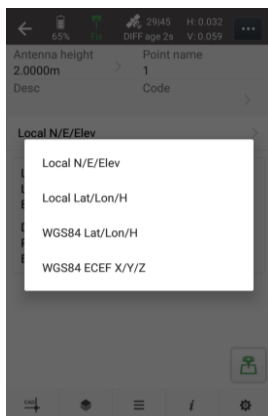 29|45 H: 0.032
65% Fix DIFF age 2s V: 0.059
Antenna height Point name
2.0000m 1
Desc Code
Local N/E/Elev
Local N/E/Elev
Local Lat/Lon/H
WGS84 Lat/Lon/H
WGS84 ECEF X/Y/Z
CAD
i